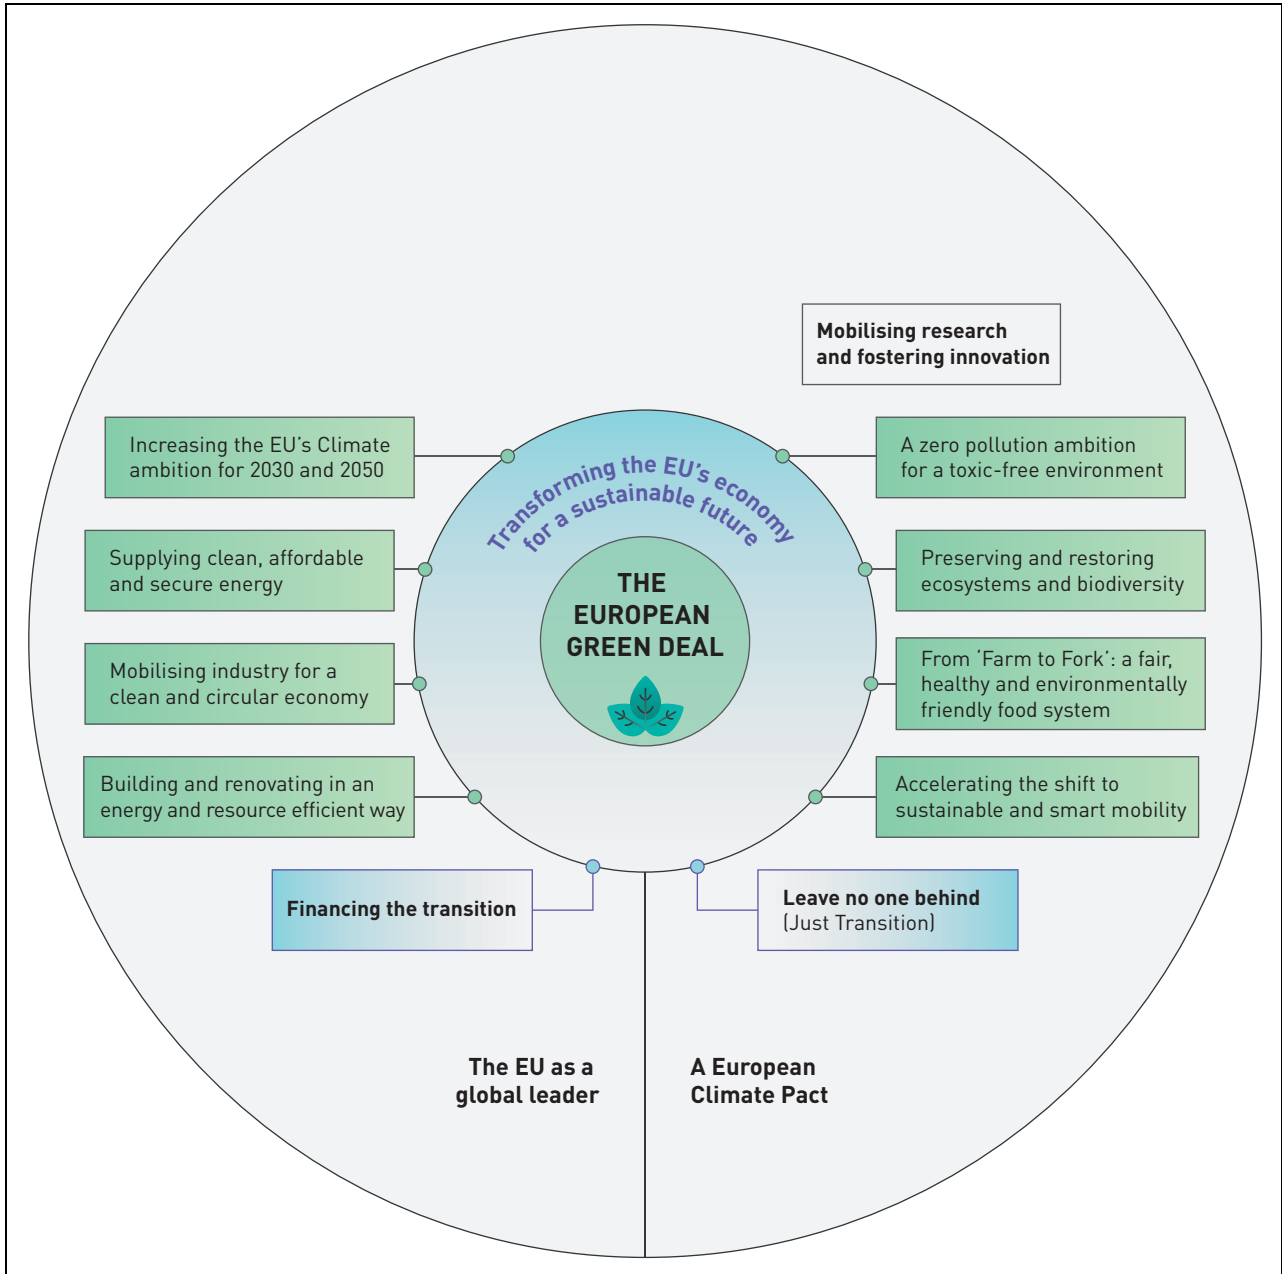 Mobilising research
and fostering innovation
Increasing the EU's Climate
ambition for 2030 and 2050
A zero pollution ambition
for a toxic-free environment
Transforming the EU's economy
for a sustainable future
Supplying clean, affordable
and secure energy
Preserving and restoring
ecosystems and biodiversity
THE
EUROPEAN
GREEN DEAL
Mobilising industry for a
clean and circular economy
From ‘Farm to Fork’: a fair,
healthy and environmentally
friendly food system
Building and renovating in an
energy and resource efficient way
Accelerating the shift to
sustainable and smart mobility
Financing the transition
Leave no one behind
(Just Transition)
The EU as a
global leader
A European
Climate Pact